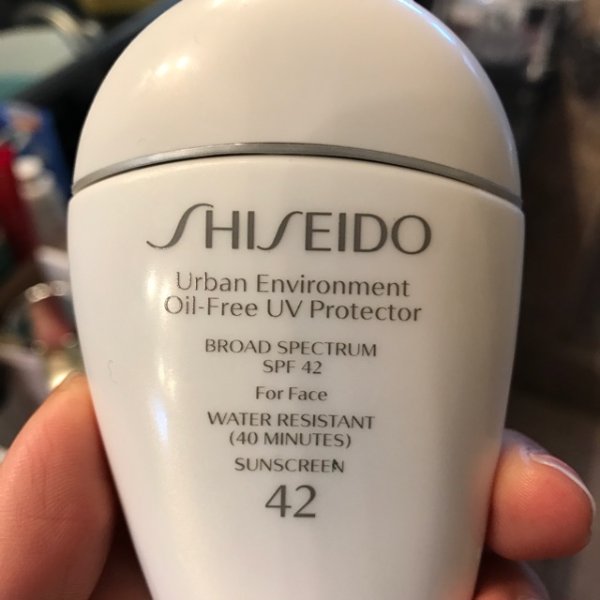 SHISEIDO
Urban Environment
Oil-Free UV Protector
BROAD SPECTRUM
SPF 42
For Face
WATER RESISTANT
(40 MINUTES)
SUNSCREEN
42